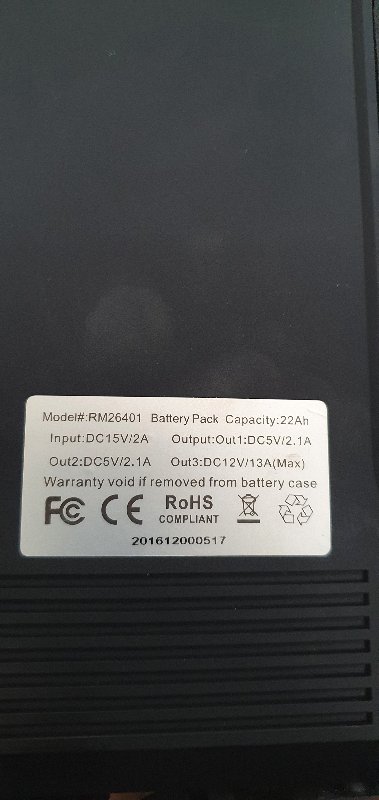 Model#:RM26401 Battery Pack Capacity:22Ah
Input:DC15V/2A Output:Out1:DC5V/2.1A
Out2:DC5V/2.1A Out3:DC12V/13A(Max)
Warranty void if removed from battery case
FC CE RoHS
COMPLIANT
201612000517